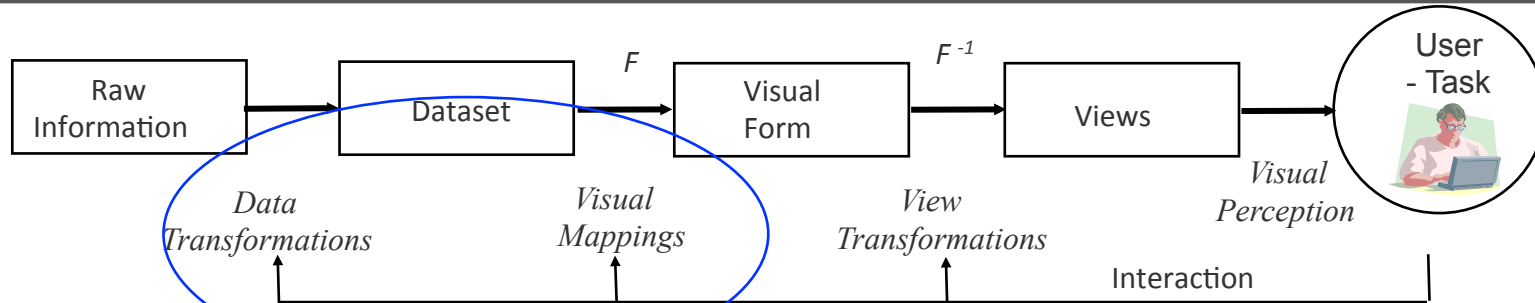 Raw
Information
Dataset
F
Visual
Form
F -1
Views
User
- Task
Data
Transformations
Visual
Mappings
View
Transformations
Visual
Perception
Interaction